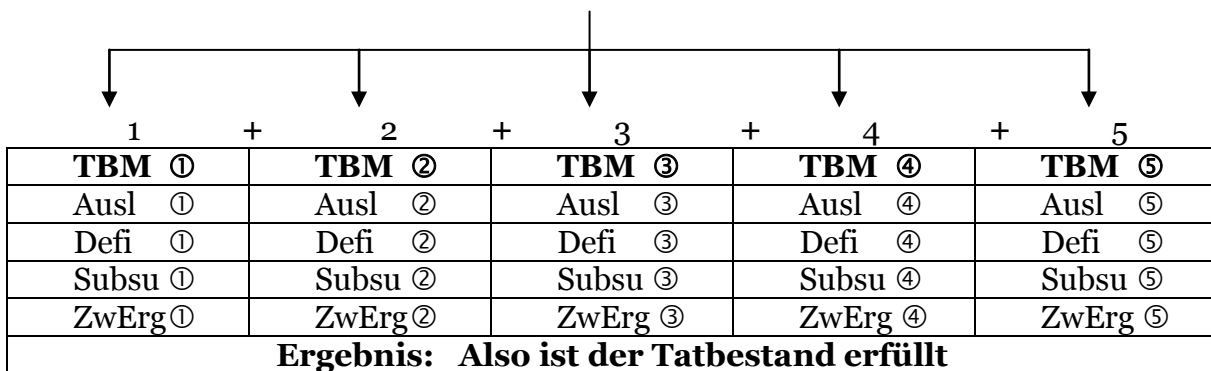 1 + 2 + 3 + 4 + 5
TBM ① TBM ② TBM ③ TBM ④ TBM ⑤
Ausl ① Ausl ② Ausl ③ Ausl ④ Ausl ⑤
Defi ① Defi ② Defi ③ Defi ④ Defi ⑤
Subsu ① Subsu ② Subsu ③ Subsu ④ Subsu ⑤
ZwErg① ZwErg② ZwErg ③ ZwErg ④ ZwErg ⑤
Ergebnis: Also ist der Tatbestand erfüllt